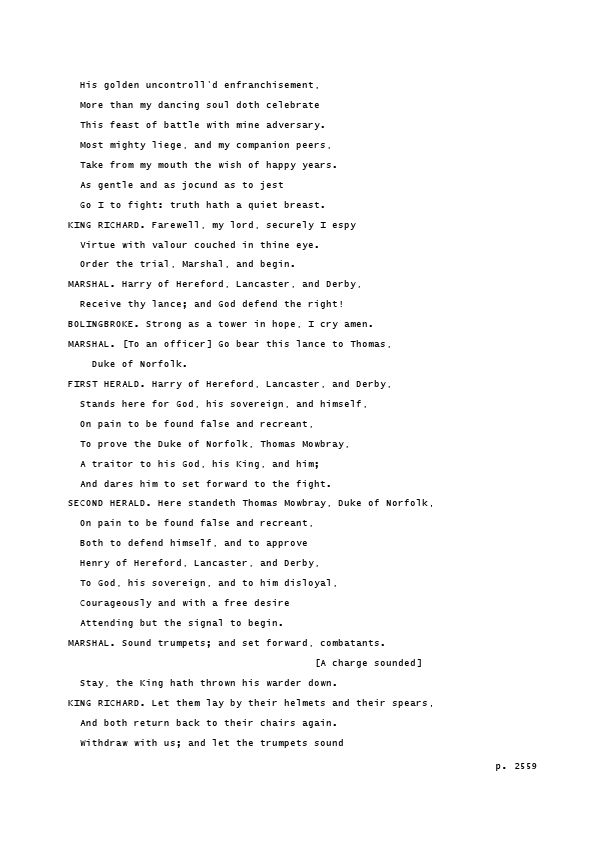 His golden uncontroll'd enfranchisement,
More than my dancing soul doth celebrate
This feast of battle with mine adversary.
Most mighty liege, and my companion peers,
Take from my mouth the wish of happy years.
As gentle and as jocund as to jest
Go I to fight: truth hath a quiet breast.
KING RICHARD. Farewell, my lord, securely I espy
Virtue with valour couched in thine eye.
Order the trial, Marshal, and begin.
MARSHAL. Harry of Hereford, Lancaster, and Derby,
Receive thy lance; and God defend the right!
BOLINGBROKE. Strong as a tower in hope, I cry amen.
MARSHAL. [To an officer] Go bear this lance to Thomas,
Duke of Norfolk.
FIRST HERALD. Harry of Hereford, Lancaster, and Derby,
Stands here for God, his sovereign, and himself,
On pain to be found false and recreant,
To prove the Duke of Norfolk, Thomas Mowbray,
A traitor to his God, his King, and him;
And dares him to set forward to the fight.
SECOND HERALD. Here standeth Thomas Mowbray, Duke of Norfolk,
On pain to be found false and recreant,
Both to defend himself, and to approve
Henry of Hereford, Lancaster, and Derby,
To God, his sovereign, and to him disloyal,
Courageously and with a free desire
Attending but the signal to begin.
MARSHAL. Sound trumpets; and set forward, combatants.
[A charge sounded]
Stay, the King hath thrown his warder down.
KING RICHARD. Let them lay by their helmets and their spears,
And both return back to their chairs again.
Withdraw with us; and let the trumpets sound
p. 2559